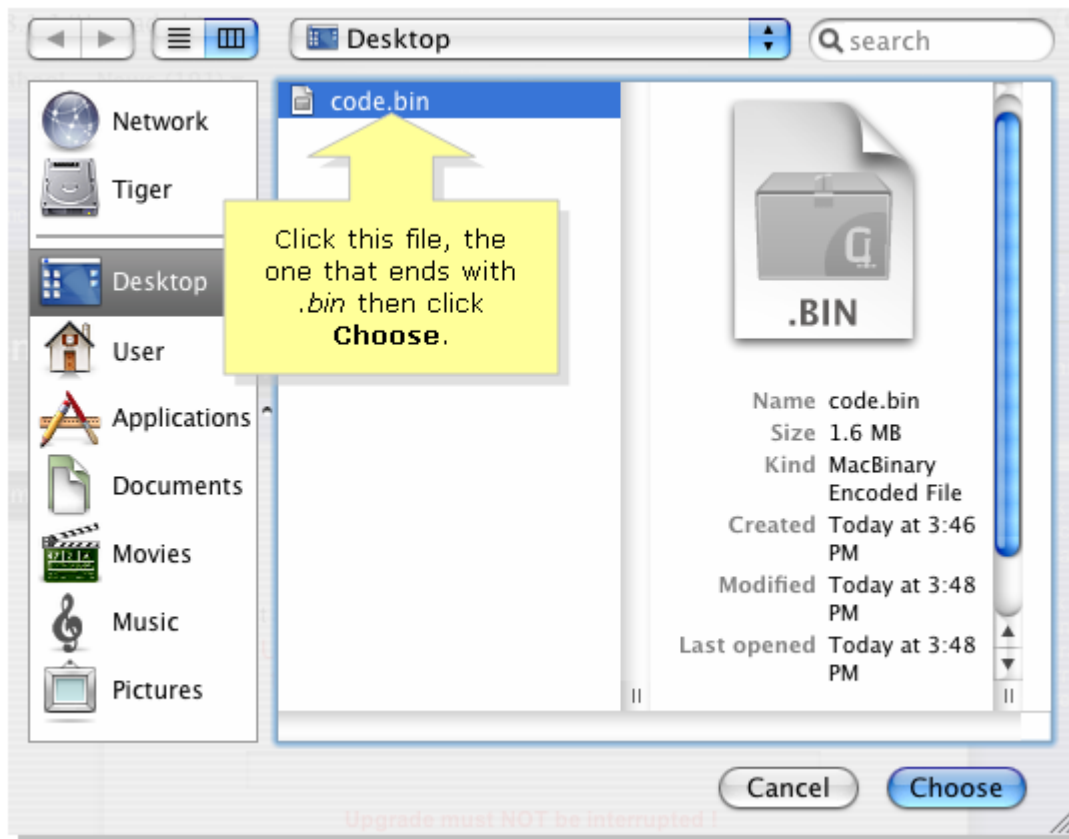 Desktop
search
Network
Tiger
Desktop
User
Applications
Documents
Movies
Music
Pictures
code.bin
Click this file, the
one that ends with
.bin then click
Choose.
.BIN
Name code.bin
Size 1.6 MB
Kind MacBinary
Encoded File
Created Today at 3:46
PM
Modified Today at 3:48
PM
Last opened Today at 3:48
PM
Cancel
Choose
Upgrade must NOT be interrupted !